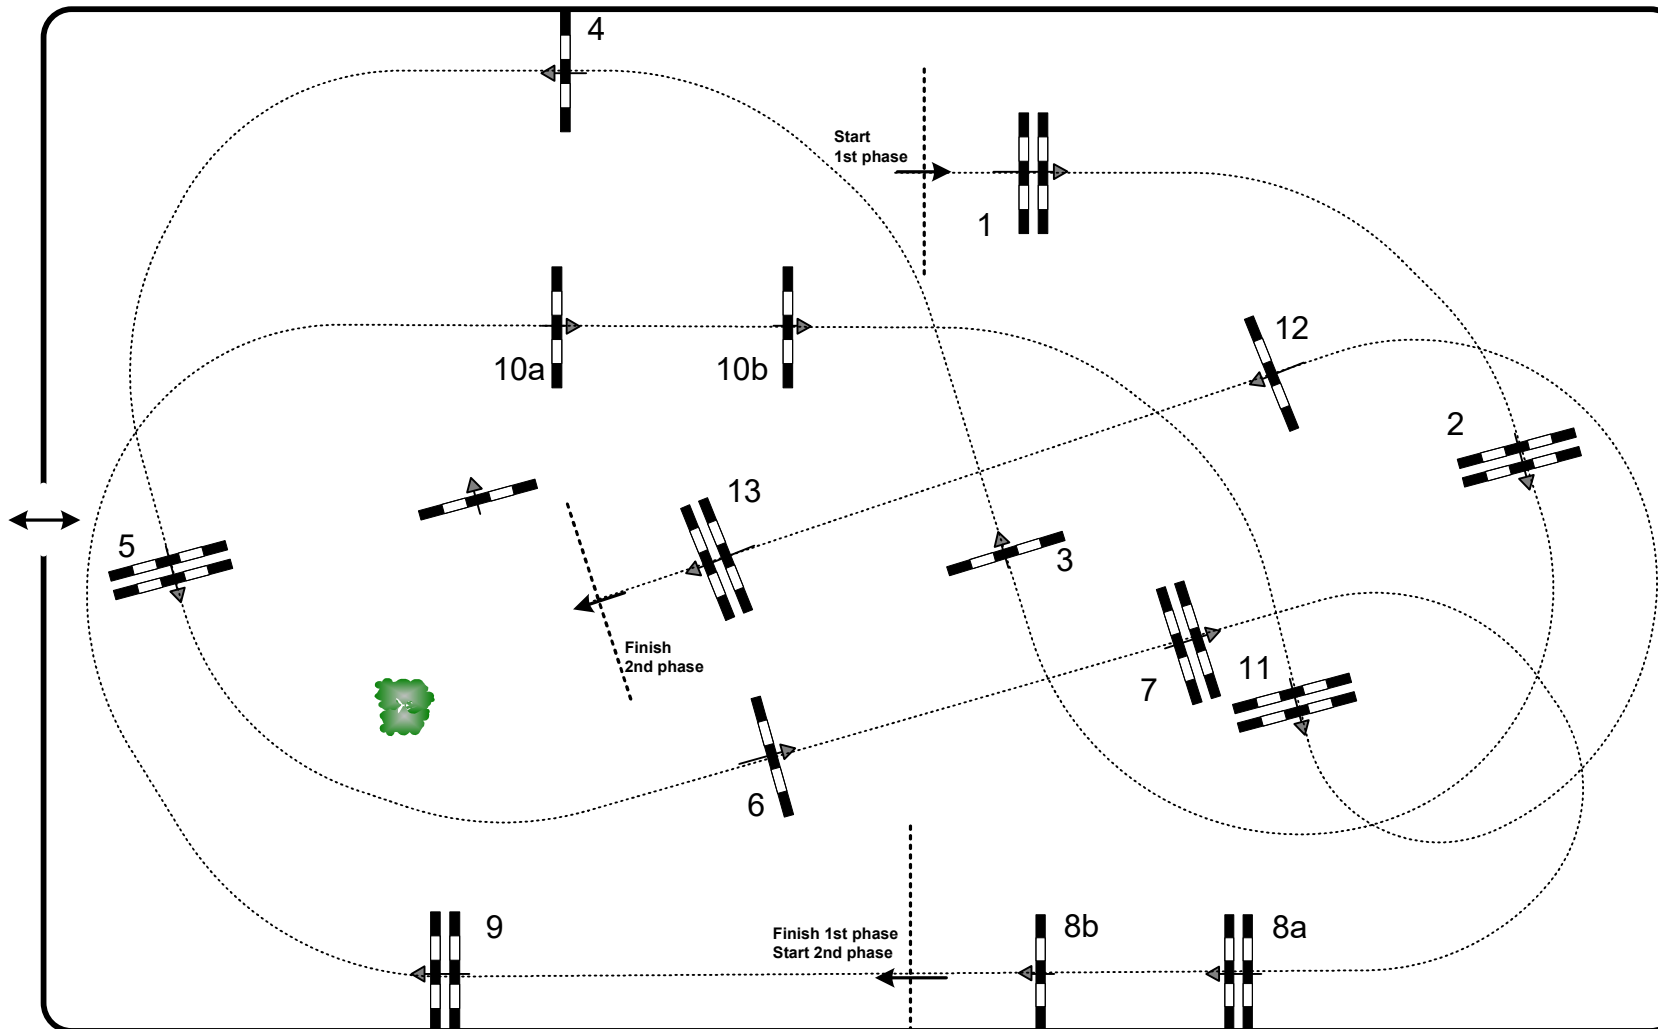 4
Start
1st phase
1
12
10a
10b
2
13
5
3
Finish
2nd phase
11
7
6
9
Finish 1st phase
Start 2nd phase
8b
8a